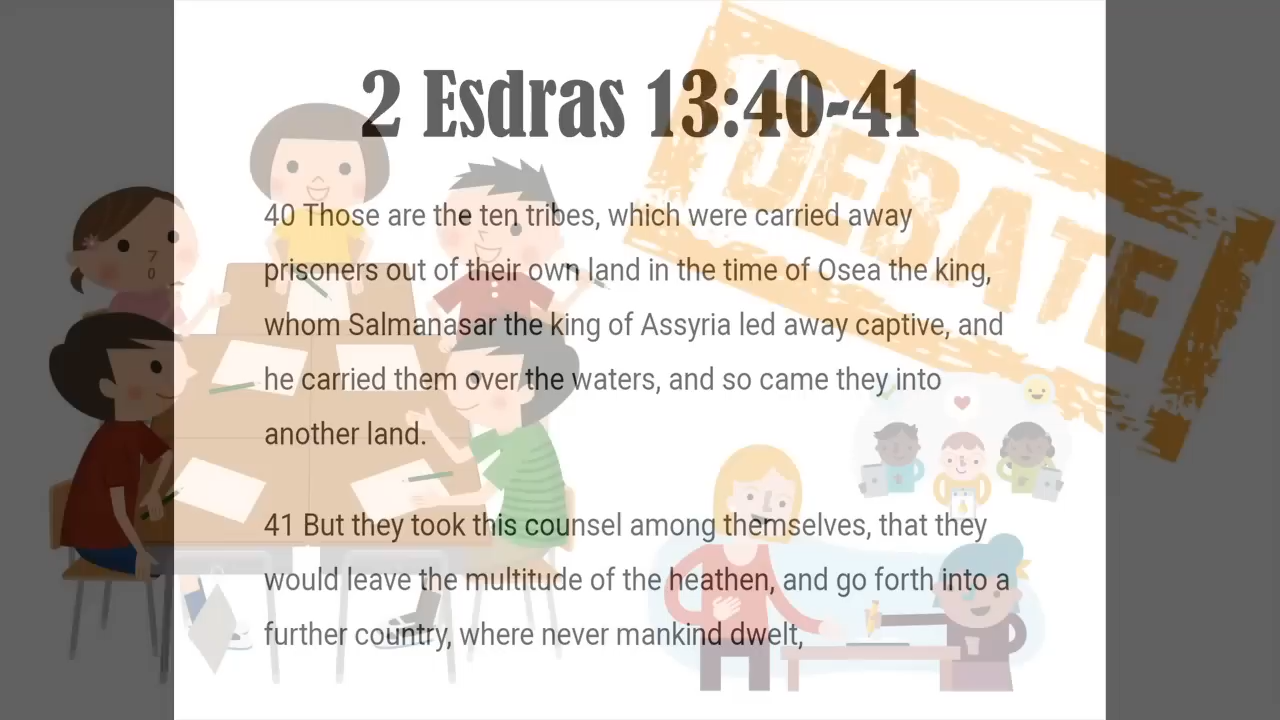 2 Esdras 13:40-41
DEBATE
40 Those are the ten tribes, which were carried away
prisoners out of their own land in the time of Osea the king,
whom Salmanasar the king of Assyria led away captive, and
he carried them over the waters, and so came they into
another land.
41 But they took this counsel among themselves, that they
would leave the multitude of the heathen, and go forth into a
further country, where never mankind dwelt,
7
0